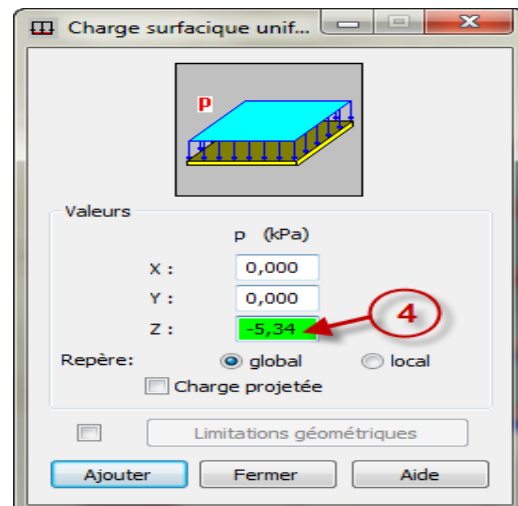 Charge surfacique unif...
P
Valeurs
p (kPa)
X : 0,000
Y : 0,000
Z : -5,34
4
Repère: global local
Charge projetée
Limitations géométriques
Ajouter Fermer Aide